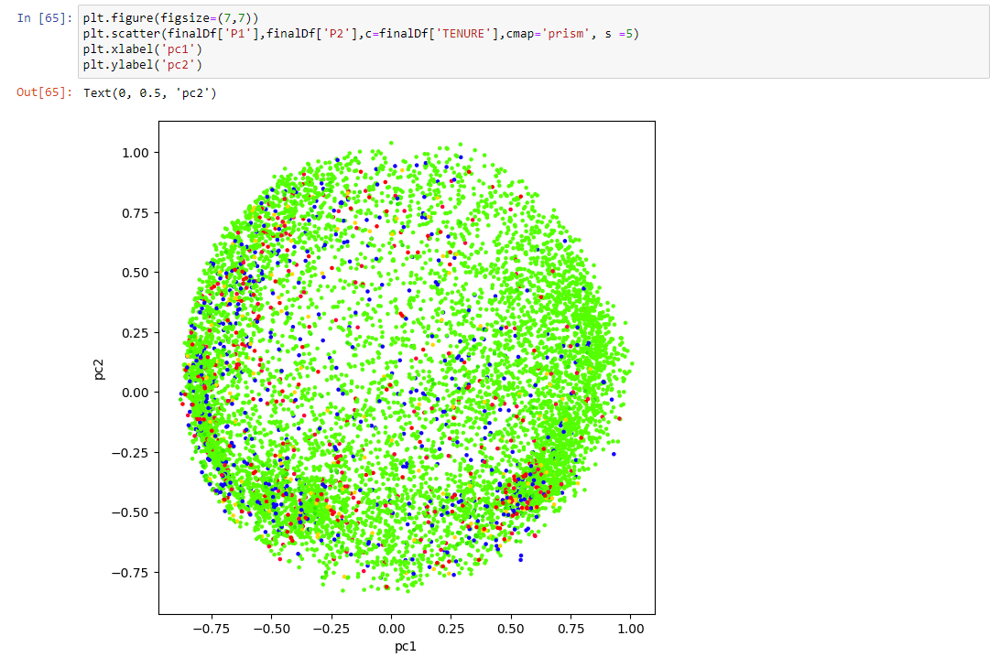 In [65]: plt.figure(figsize=(7,7))
plt.scatter(finalDf['P1'],finalDf['P2'],c=finalDf['TENURE'],cmap='prism', s =5)
plt.xlabel('pc1')
plt.ylabel('pc2')
Out[65]: Text(0, 0.5, 'pc2')
1.00
0.75
0.50
0.25
0.00
−0.25
−0.50
−0.75
pc2
−0.75 −0.50 −0.25 0.00 0.25 0.50 0.75 1.00
pc1